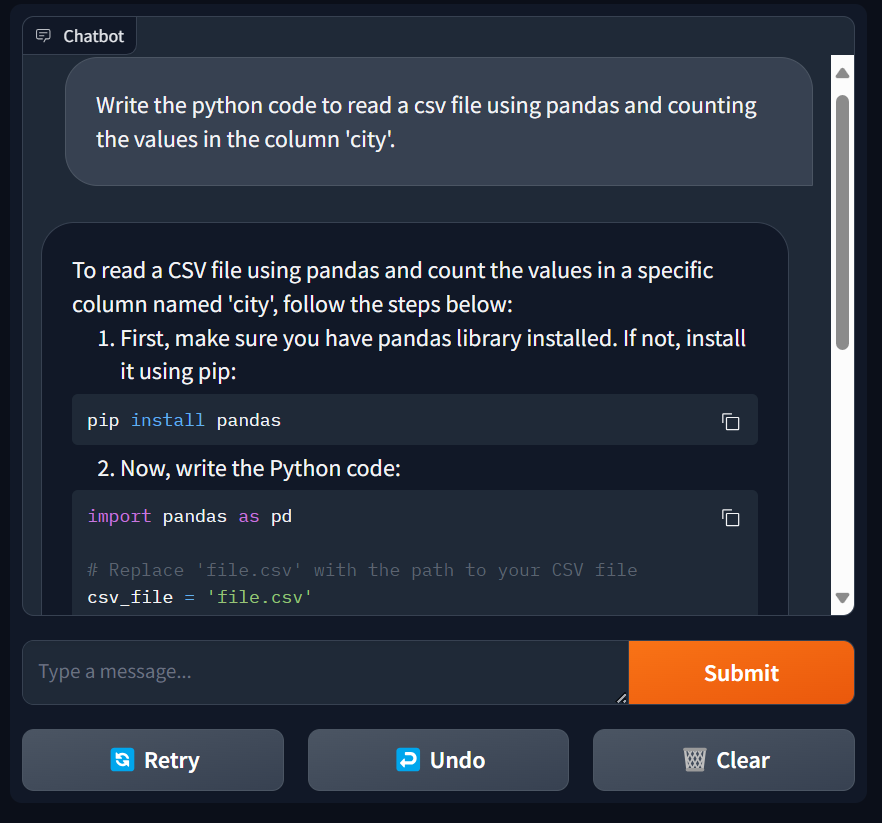 Chatbot
Write the python code to read a csv file using pandas and counting
the values in the column 'city'.
To read a CSV file using pandas and count the values in a specific
column named 'city', follow the steps below:
1. First, make sure you have pandas library installed. If not, install
it using pip:
pip install pandas
2. Now, write the Python code:
import pandas as pd
# Replace 'file.csv' with the path to your CSV file
csv_file = 'file.csv'
Type a message...
Submit
Retry
Undo
Clear